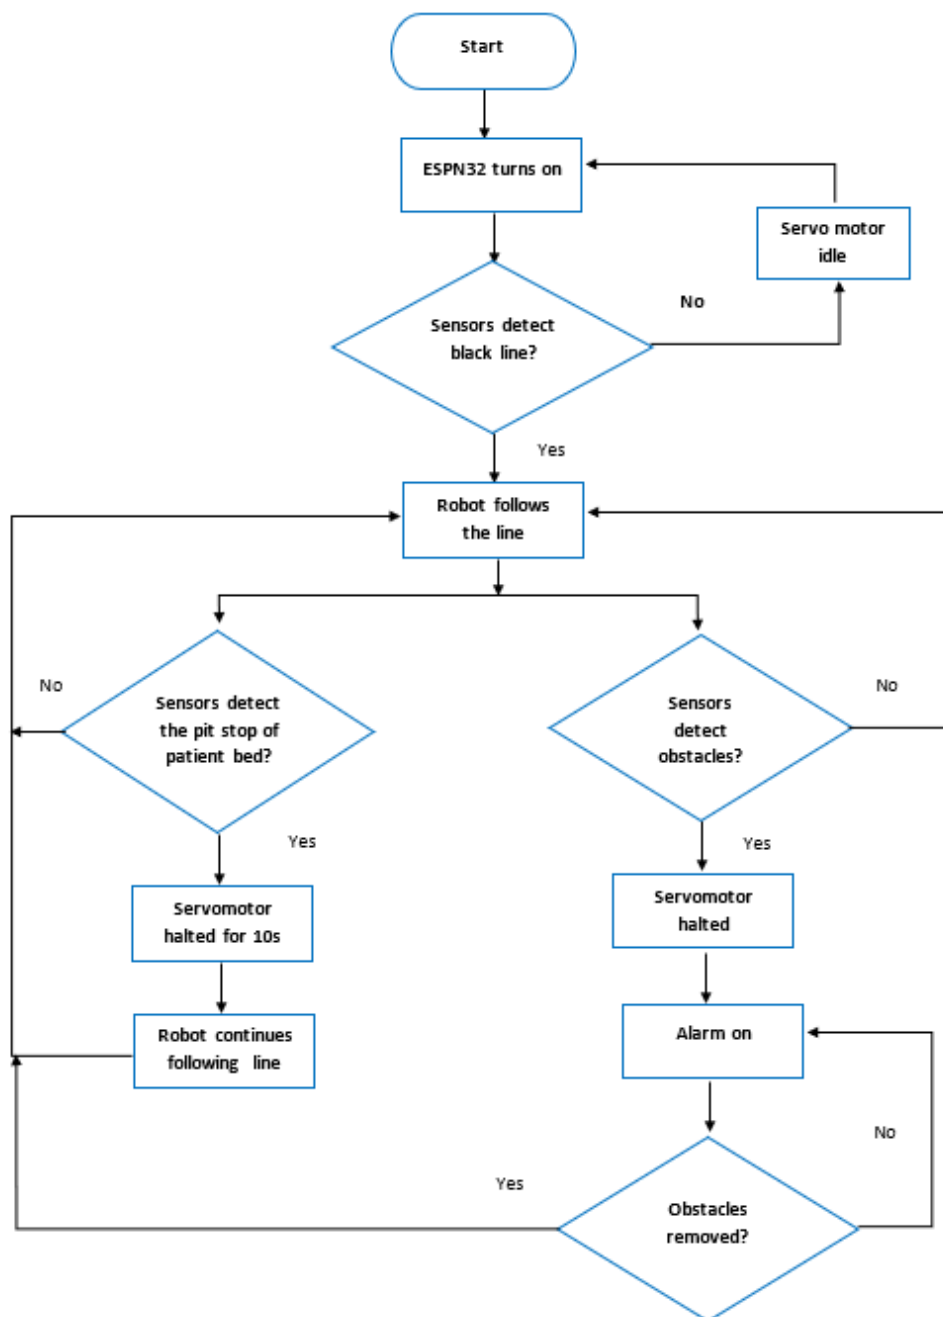 Start
ESPN32 turns on
Servo motor
idle
No
Sensors detect
black line?
Yes
Robot follows
the line
No
Sensors detect
the pit stop of
patient bed?
Sensors
detect
obstacles?
No
Yes
Yes
Servomotor
halted for 10s
Servomotor
halted
Robot continues
following line
Alarm on
No
Yes
Obstacles
removed?